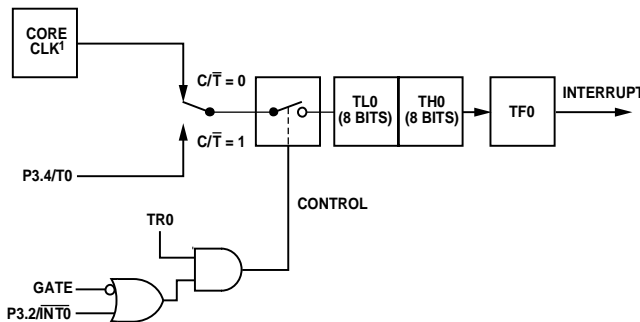 CORE
CLK¹
C/T̅ = 0
C/T̅ = 1
P3.4/T0
TL0
(8 BITS)
TH0
(8 BITS)
TF0
INTERRUPT
CONTROL
TR0
GATE
P3.2/I̅N̅T̅0̅